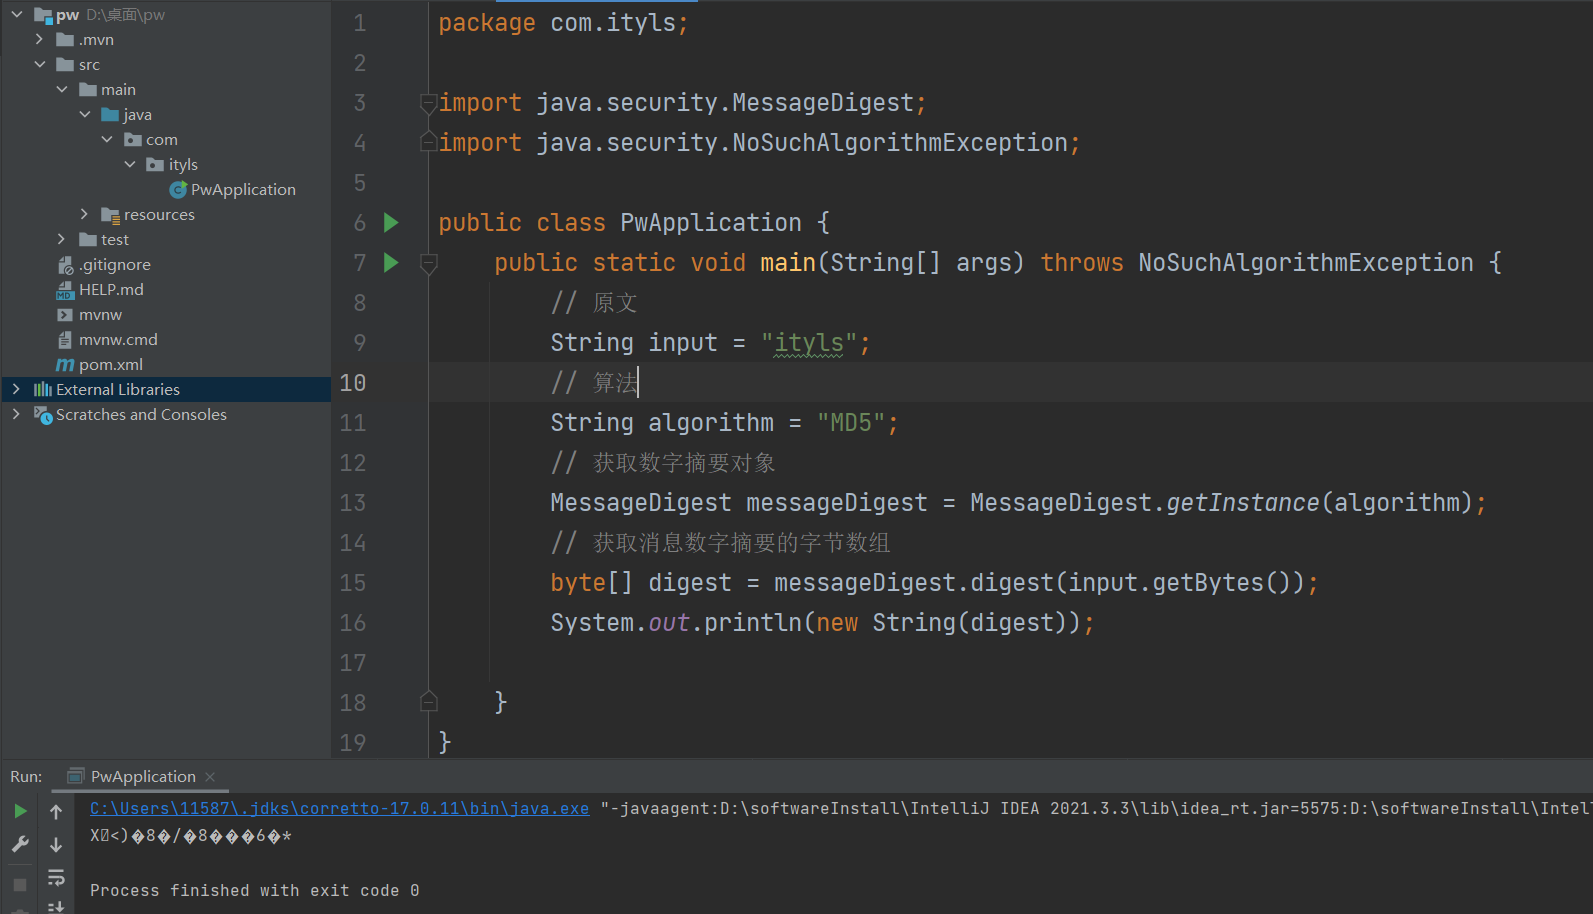 pw D:\桌面\pw
.mvn
src
main
java
com
ityls
PwApplication
resources
test
.gitignore
HELP.md
mvnw
mvnw.cmd
pom.xml
External Libraries
Scratches and Consoles
1 package com.ityls;
2
3 import java.security.MessageDigest;
4 import java.security.NoSuchAlgorithmException;
5
6 public class PwApplication {
7 public static void main(String[] args) throws NoSuchAlgorithmException {
8 // 原文
9 String input = "ityls";
10 // 算法
11 String algorithm = "MD5";
12 // 获取数字摘要对象
13 MessageDigest messageDigest = MessageDigest.getInstance(algorithm);
14 // 获取消息数字摘要的字节数组
15 byte[] digest = messageDigest.digest(input.getBytes());
16 System.out.println(new String(digest));
17
18 }
19 }
Run: PwApplication
C:\Users\11587\.jdks\corretto-17.0.11\bin\java.exe "-javaagent:D:\softwareInstall\IntelliJ IDEA 2021.3.3\lib\idea_rt.jar=5575:D:\softwareInstall\Intel
X<)�8�/�8���6�*
Process finished with exit code 0